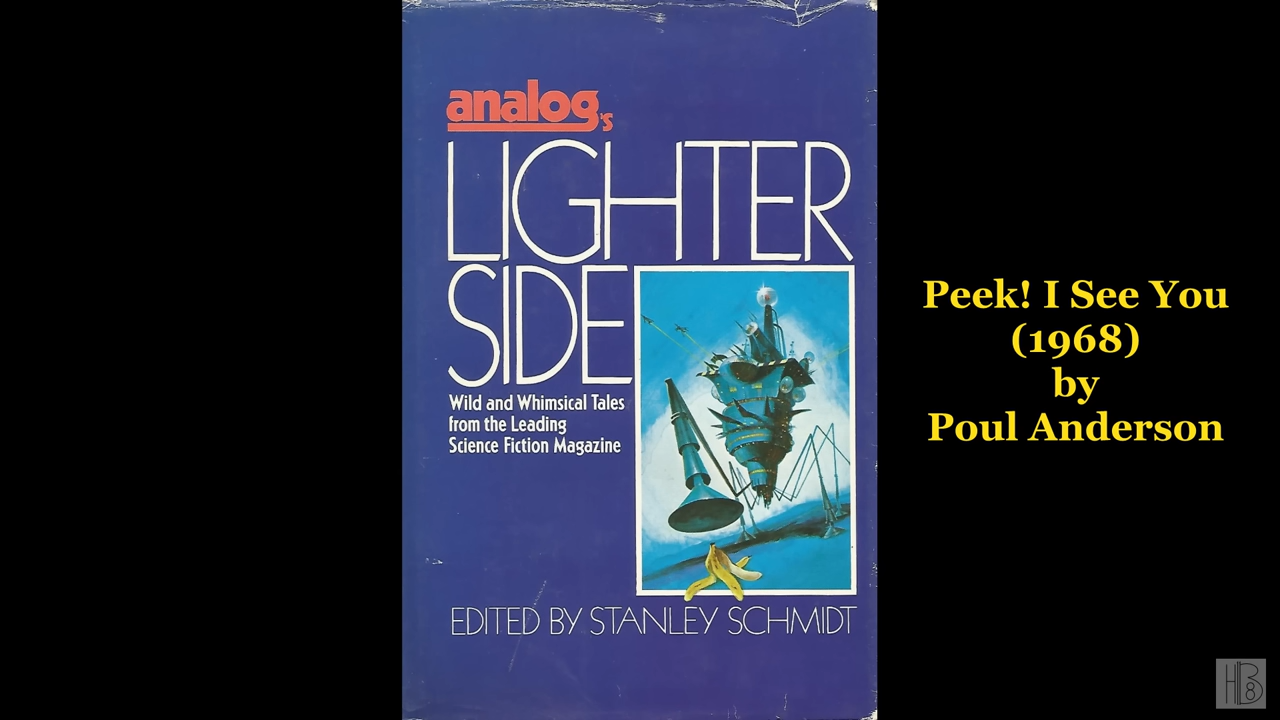 analog's
LIGHTER
SIDE
Wild and Whimsical Tales
from the Leading
Science Fiction Magazine
EDITED BY STANLEY SCHMIDT
Peek! I See You
(1968)
by
Poul Anderson
HB8